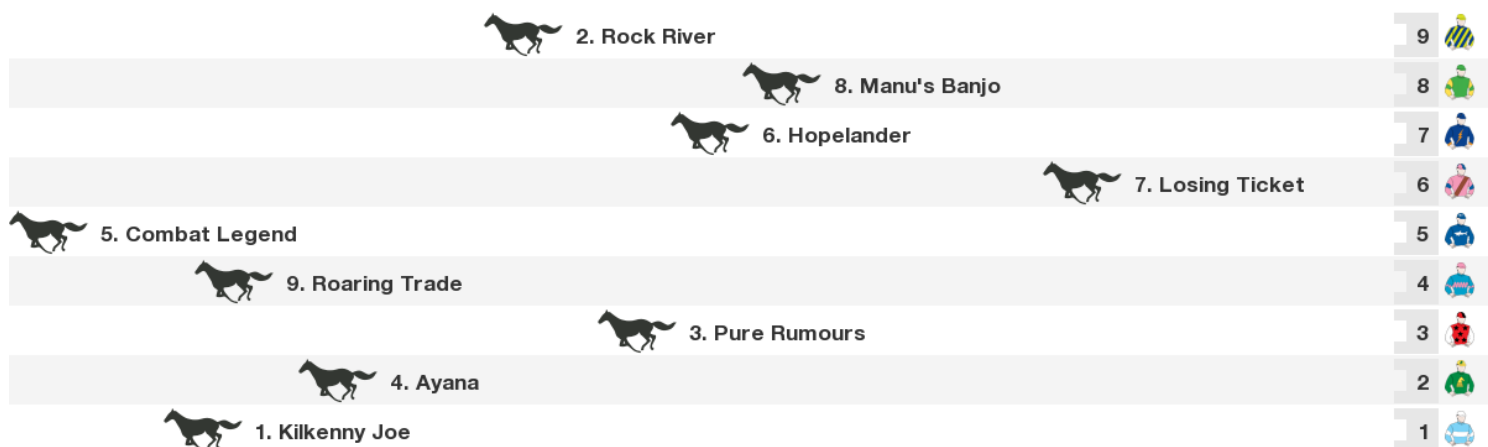 2. Rock River 9
8. Manu's Banjo 8
6. Hopelander 7
7. Losing Ticket 6
5. Combat Legend 5
9. Roaring Trade 4
3. Pure Rumours 3
4. Ayana 2
1. Kilkenny Joe 1